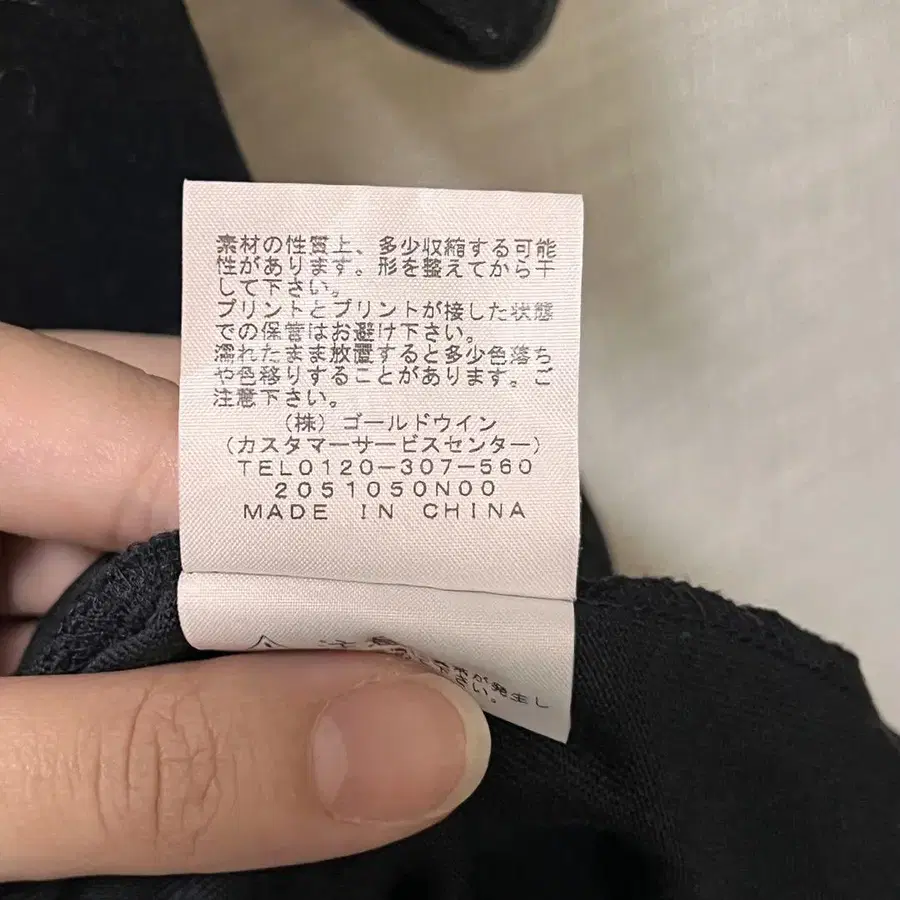 素材の性質上、多少収縮する可能
性があります。形を整えてから干
して下さい。
プリントとプリントが接した状態
での保管はお避け下さい。
濡れたまま放置すると多少色落ち
や色移りすることがあります。ご
注意下さい。
(株)ゴールドウイン
(カスタマーサービスセンター)
TEL0120-307-560
2051050N00
MADE IN CHINA
が発生し
さい。